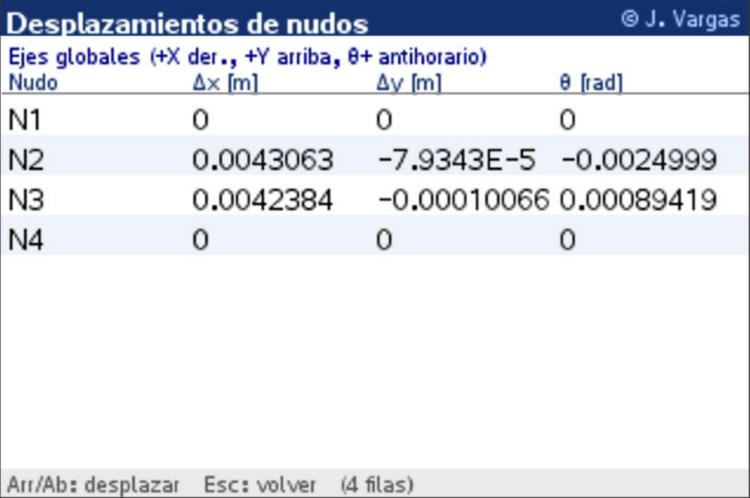 Desplazamientos de nudos © J. Vargas
Ejes globales (+X der., +Y arriba, θ+ antihorario)
Nudo Δx [m] Δy [m] θ [rad]
N1 0 0 0
N2 0.0043063 -7.9343E-5 -0.0024999
N3 0.0042384 -0.00010066 0.00089419
N4 0 0 0
Arr/Ab: desplazar Esc: volver (4 filas)